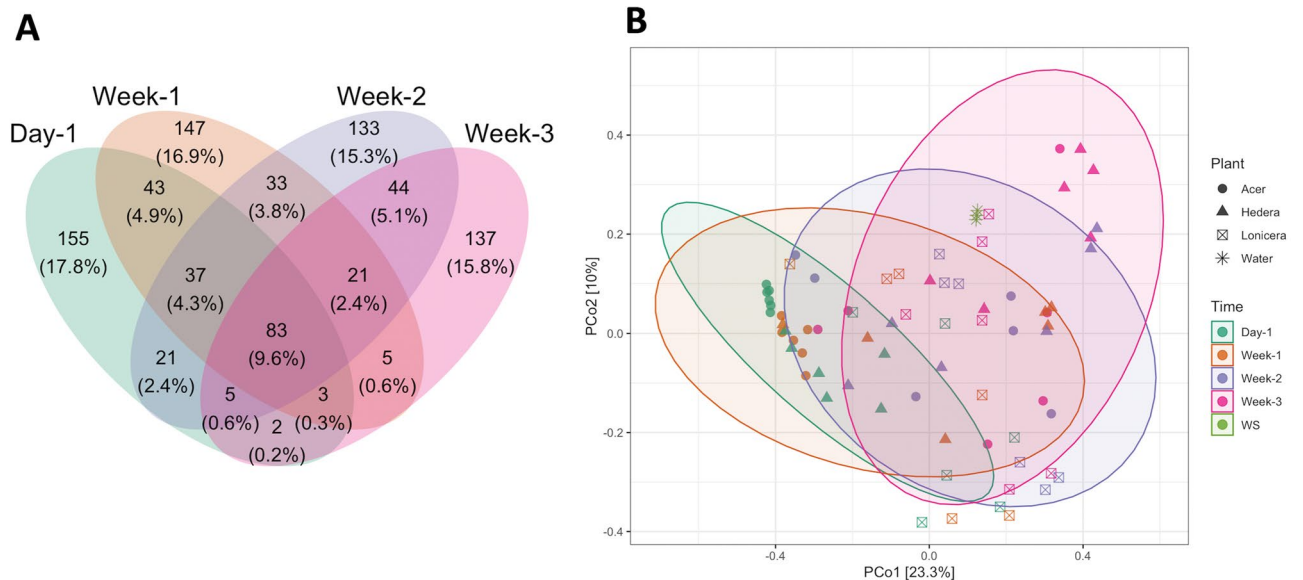 A
Week-1
Week-2
Day-1
Week-3
147
(16.9%)
133
(15.3%)
43
(4.9%)
33
(3.8%)
44
(5.1%)
155
(17.8%)
137
(15.8%)
37
(4.3%)
21
(2.4%)
83
(9.6%)
21
(2.4%)
5
(0.6%)
5
(0.6%)
3
(0.3%)
2
(0.2%)
B
PCo2 [10%]
0.4
0.2
0.0
-0.2
-0.4
-0.4
0.0
0.4
PCo1 [23.3%]
Plant
Acer
Hedera
Lonicera
Water
Time
Day-1
Week-1
Week-2
Week-3
WS